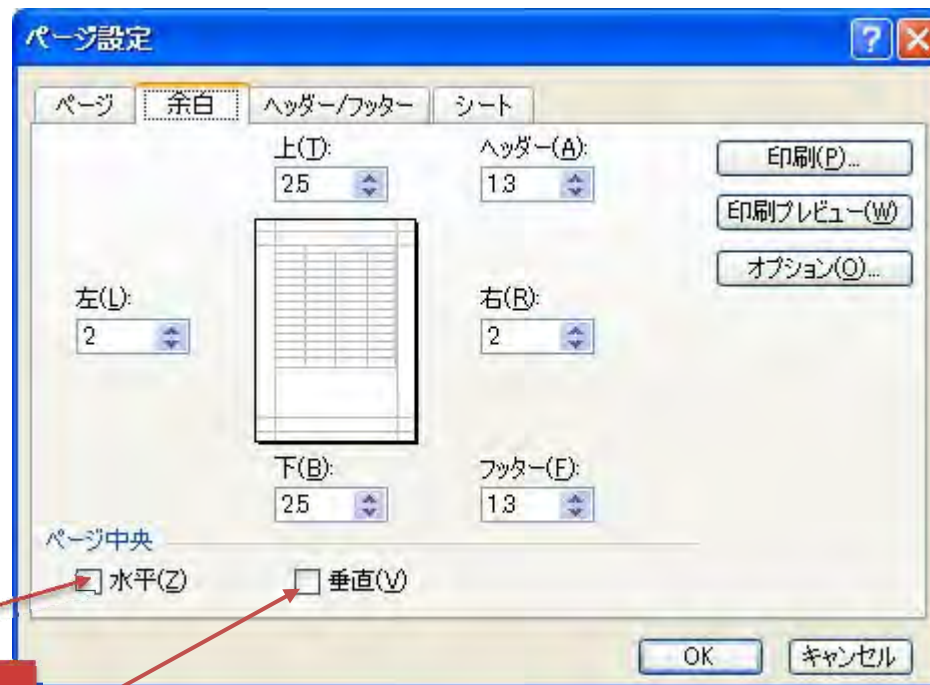 ページ設定
ページ 余白 ヘッダー/フッター シート
上(T): ヘッダー(A):
2.5 1.3
印刷(P)...
印刷プレビュー(W)
オプション(O)...
左(L): 右(R):
2 2
下(B): フッター(F):
2.5 1.3
ページ中央
水平(Z) 垂直(V)
OK キャンセル